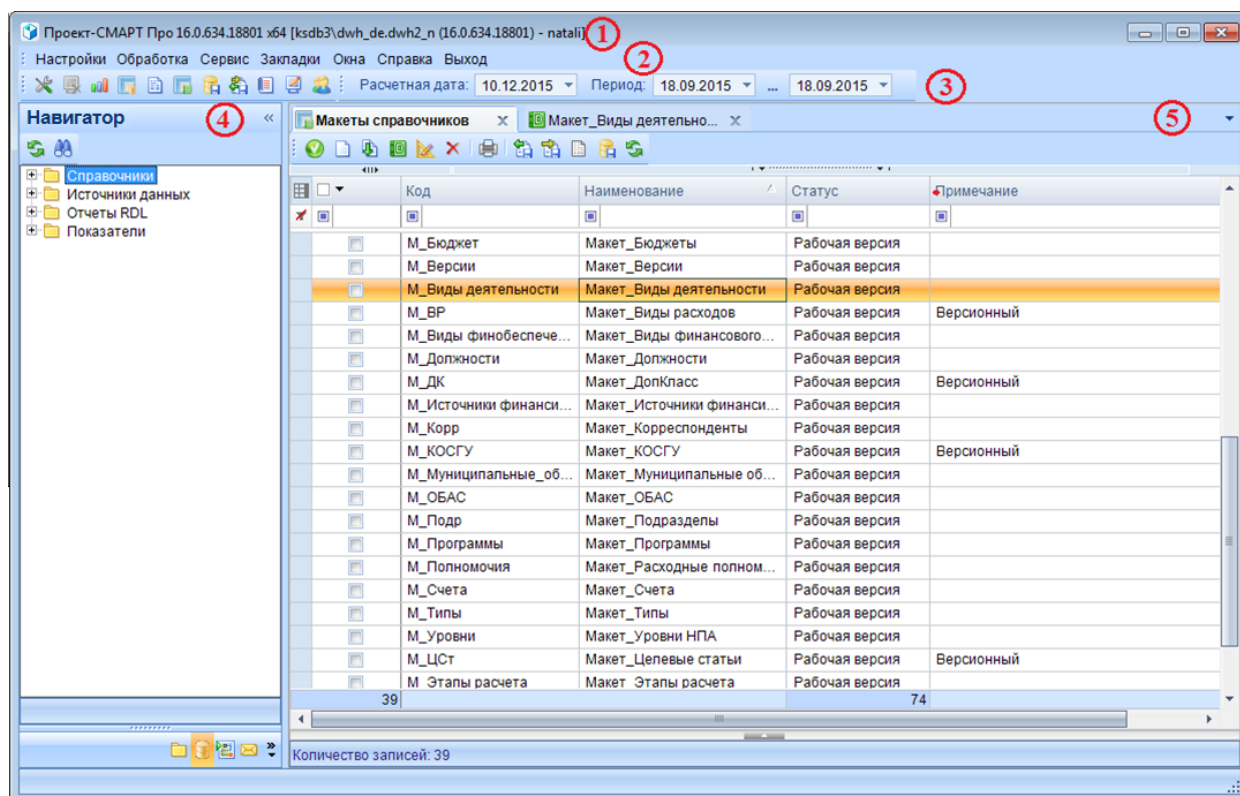 Проект-СМАРТ Про 16.0.634.18801 x64 [ksdb3\dwh_de.dwh2_n (16.0.634.18801) - natali]
1
Настройки Обработка Сервис Закладки Окна Справка Выход
2
Расчетная дата: 10.12.2015 Период: 18.09.2015 ... 18.09.2015
3
Навигатор
4
«
Макеты справочников x Макет_Виды деятельно... x
5
Справочники
Источники данных
Отчеты RDL
Показатели
Код Наименование Статус Примечание
М_Бюджет Макет_Бюджеты Рабочая версия
М_Версии Макет_Версии Рабочая версия
М_Виды деятельности Макет_Виды деятельности Рабочая версия
М_ВР Макет_Виды расходов Рабочая версия Версионный
М_Виды финобеспече... Макет_Виды финансового... Рабочая версия
М_Должности Макет_Должности Рабочая версия
М_ДК Макет_ДопКласс Рабочая версия Версионный
М_Источники финанси... Макет_Источники финанси... Рабочая версия
М_Корр Макет_Корреспонденты Рабочая версия
М_КОСГУ Макет_КОСГУ Рабочая версия Версионный
М_Муниципальные_об... Макет_Муниципальные об... Рабочая версия
М_ОБАС Макет_ОБАС Рабочая версия
М_Подр Макет_Подразделы Рабочая версия
М_Программы Макет_Программы Рабочая версия
М_Полномочия Макет_Расходные полном... Рабочая версия
М_Счета Макет_Счета Рабочая версия
М_Типы Макет_Типы Рабочая версия
М_Уровни Макет_Уровни НПА Рабочая версия
М_ЦСт Макет_Целевые статьи Рабочая версия Версионный
М_Этапы расчета Макет_Этапы расчета Рабочая версия
39 74
Количество записей: 39